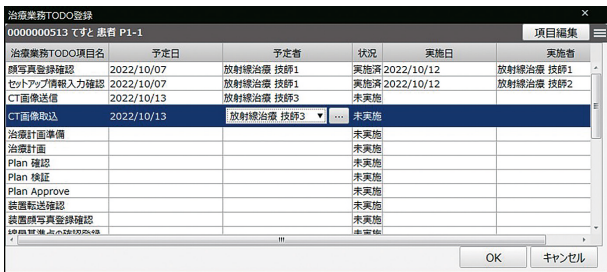 治療業務TODO登録 ×
0000000513 てすと 患者 P1-1 項目編集
治療業務TODO項目名 予定日 予定者 状況 実施日 実施者
顔写真登録確認 2022/10/07 放射線治療 技師1 実施済 2022/10/12 放射線治療 技師1
セットアップ情報入力確認 2022/10/07 放射線治療 技師1 実施済 2022/10/12 放射線治療 技師2
CT画像送信 2022/10/13 放射線治療 技師3 未実施
CT画像取込 2022/10/13 放射線治療 技師3 ▼ ... 未実施
治療計画準備 未実施
治療計画 未実施
Plan 確認 未実施
Plan 検証 未実施
Plan Approve 未実施
装置転送確認 未実施
装置顔写真登録確認 未実施
OK キャンセル